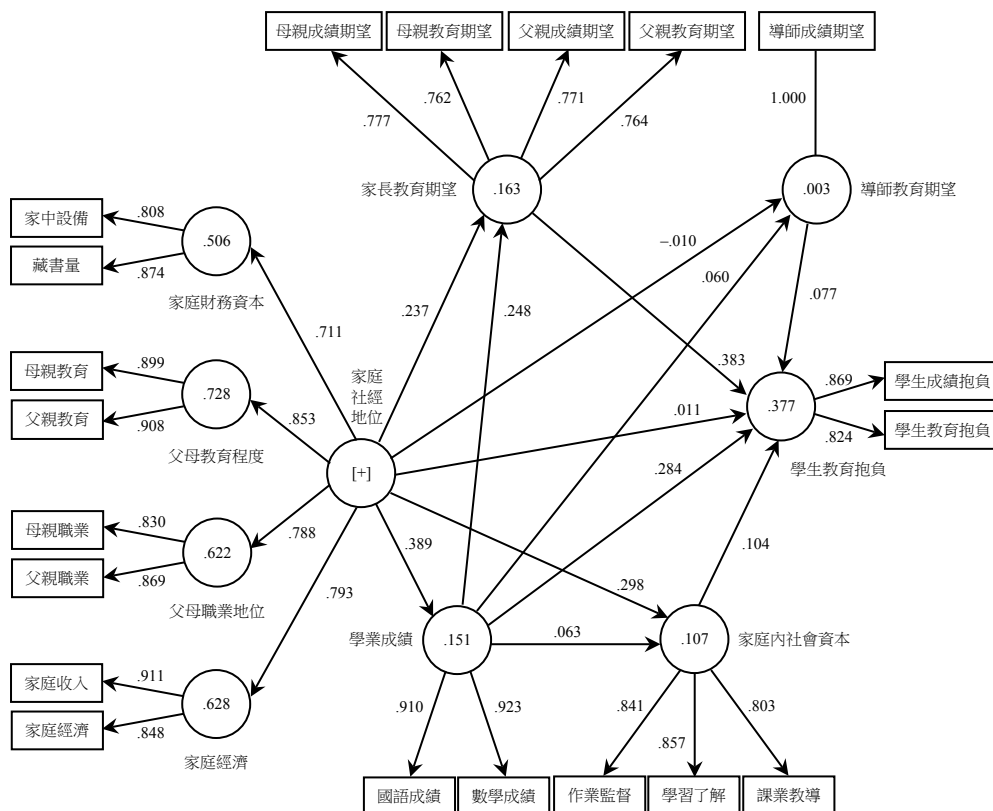 母親成績期望
母親教育期望
父親成績期望
父親教育期望
導師成績期望
.777
.762
.771
.764
1.000
家長教育期望
.163
.003
導師教育期望
家中設備
.808
.506
藏書量
.874
家庭財務資本
.711
.237
.248
–.010
.060
.077
母親教育
.899
.728
父親教育
.908
父母教育程度
.853
家庭
社經
地位
[+]
.383
.011
.377
.869
學生成績抱負
.824
學生教育抱負
學生教育抱負
.284
母親職業
.830
.622
父親職業
.869
父母職業地位
.788
.389
.298
.104
.793
學業成績
.151
.063
.107
家庭內社會資本
家庭收入
.911
.628
家庭經濟
.848
家庭經濟
.910
.923
.841
.857
.803
國語成績
數學成績
作業監督
學習了解
課業教導